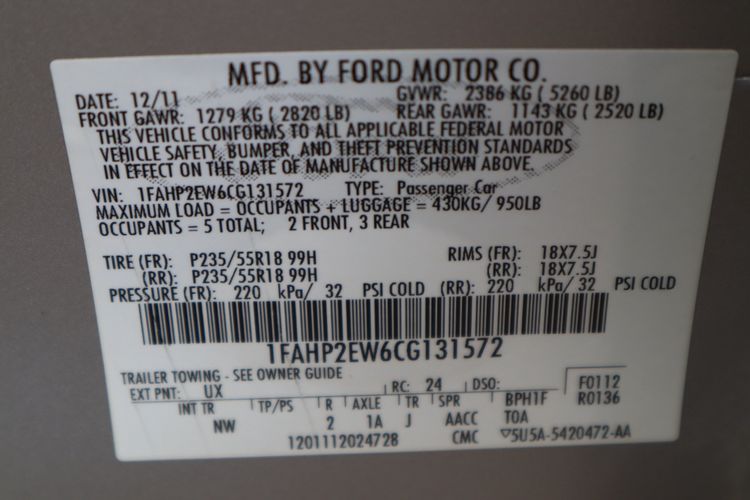 MFD. BY FORD MOTOR CO.
DATE: 12/11 GVWR: 2386 KG ( 5260 LB)
FRONT GAWR: 1279 KG ( 2820 LB) REAR GAWR: 1143 KG ( 2520 LB)
THIS VEHICLE CONFORMS TO ALL APPLICABLE FEDERAL MOTOR
VEHICLE SAFETY, BUMPER, AND THEFT PREVENTION STANDARDS
IN EFFECT ON THE DATE OF MANUFACTURE SHOWN ABOVE.
VIN: 1FAHP2EW6CG131572 TYPE: Passenger Car
MAXIMUM LOAD = OCCUPANTS + LUGGAGE = 430KG/ 950LB
OCCUPANTS = 5 TOTAL; 2 FRONT, 3 REAR
TIRE (FR): P235/55R18 99H RIMS (FR): 18X7.5J
(RR): P235/55R18 99H (RR): 18X7.5J
PRESSURE (FR): 220 kPa/ 32 PSI COLD (RR): 220 kPa/ 32 PSI COLD
1FAHP2EW6CG131572
TRAILER TOWING - SEE OWNER GUIDE
EXT PNT: UX RC: 24 DSO: F0112
INT TR TP/PS R AXLE TR SPR BPH1F R0136
NW 2 1A J AACC TOA
1201112024728 CMC ▽5U5A-5420472-AA